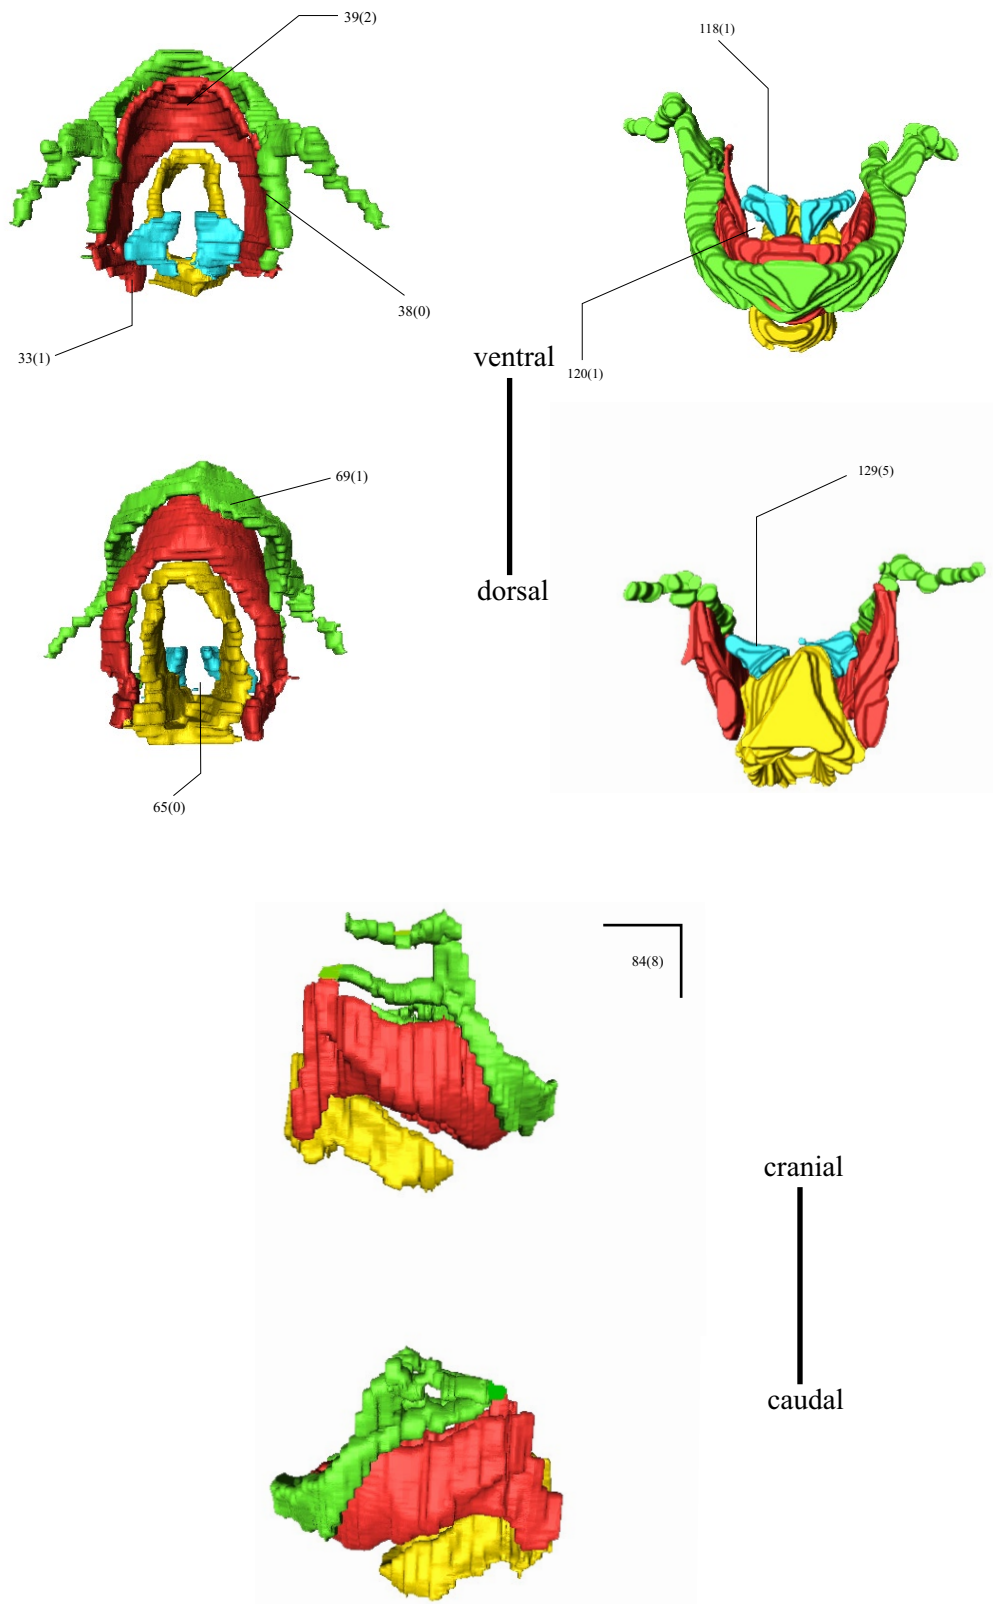 39(2)
118(1)
38(0)
33(1)
ventral
120(1)
69(1)
129(5)
dorsal
65(0)
84(8)
cranial
caudal